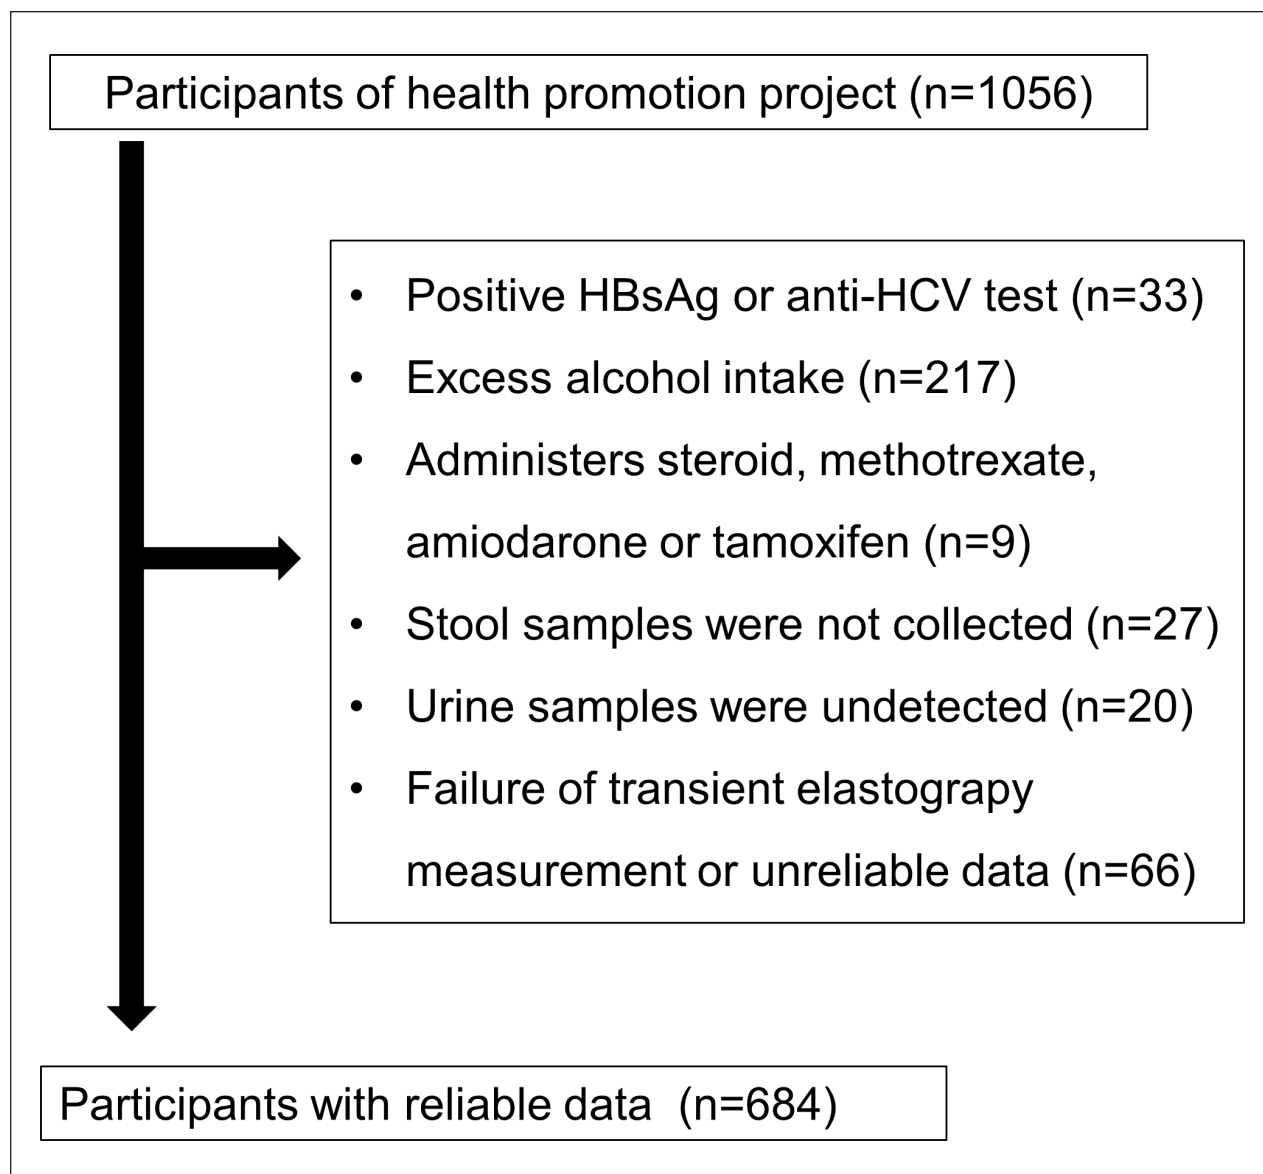 Participants of health promotion project (n=1056)
• Positive HBsAg or anti-HCV test (n=33)
• Excess alcohol intake (n=217)
• Administers steroid, methotrexate,
amiodarone or tamoxifen (n=9)
• Stool samples were not collected (n=27)
• Urine samples were undetected (n=20)
• Failure of transient elastograpy
measurement or unreliable data (n=66)
Participants with reliable data (n=684)